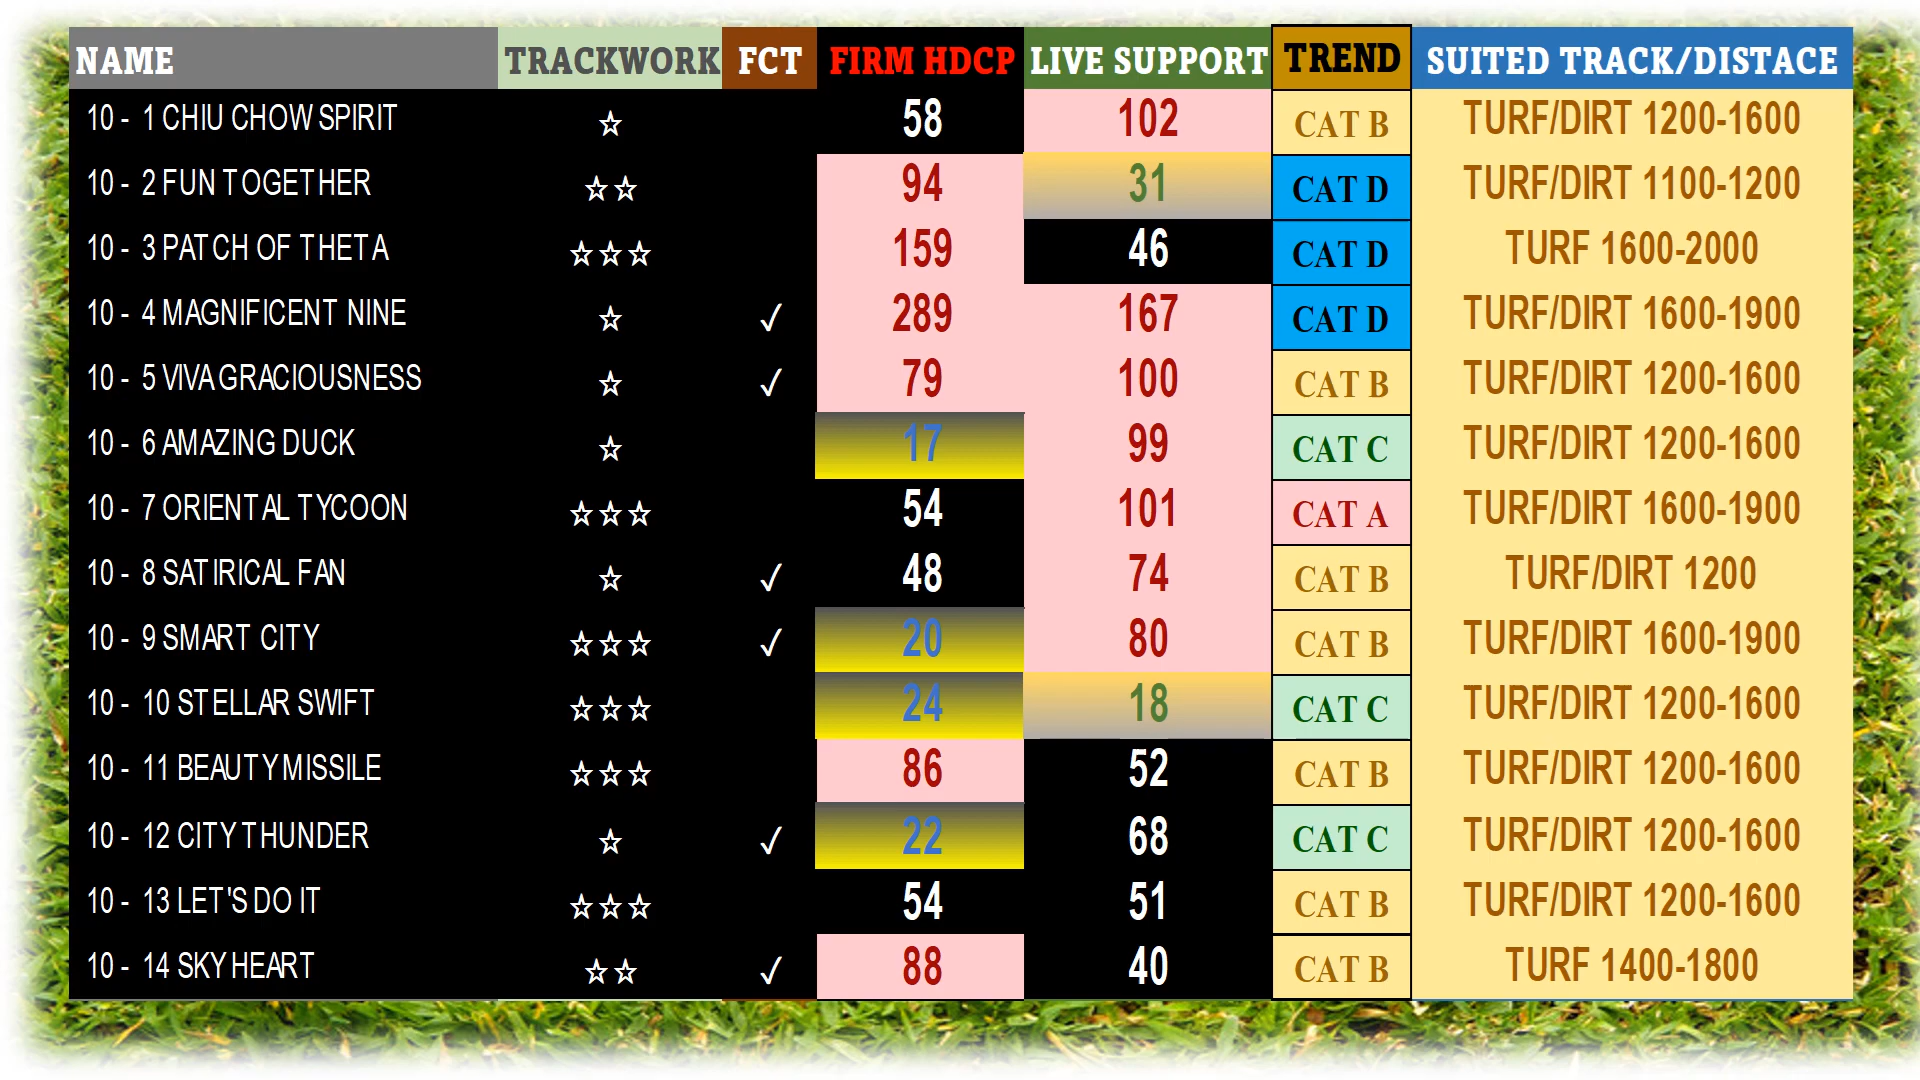 NAME TRACKWORK FCT FIRM HDCP LIVE SUPPORT TREND SUITED TRACK/DISTACE
10 - 1 CHIU CHOW SPIRIT ☆ 58 102 CAT B TURF/DIRT 1200-1600
10 - 2 FUN TOGETHER ☆☆ 94 31 CAT D TURF/DIRT 1100-1200
10 - 3 PATCH OF THETA ☆☆☆ 159 46 CAT D TURF 1600-2000
10 - 4 MAGNIFICENT NINE ☆ ✓ 289 167 CAT D TURF/DIRT 1600-1900
10 - 5 VIVA GRACIOUSNESS ☆ ✓ 79 100 CAT B TURF/DIRT 1200-1600
10 - 6 AMAZING DUCK ☆ 17 99 CAT C TURF/DIRT 1200-1600
10 - 7 ORIENTAL TYCOON ☆☆☆ 54 101 CAT A TURF/DIRT 1600-1900
10 - 8 SATIRICAL FAN ☆ ✓ 48 74 CAT B TURF/DIRT 1200
10 - 9 SMART CITY ☆☆☆ ✓ 20 80 CAT B TURF/DIRT 1600-1900
10 - 10 STELLAR SWIFT ☆☆☆ 24 18 CAT C TURF/DIRT 1200-1600
10 - 11 BEAUTY MISSILE ☆☆☆ 86 52 CAT B TURF/DIRT 1200-1600
10 - 12 CITY THUNDER ☆ ✓ 22 68 CAT C TURF/DIRT 1200-1600
10 - 13 LET'S DO IT ☆☆☆ 54 51 CAT B TURF/DIRT 1200-1600
10 - 14 SKY HEART ☆☆ ✓ 88 40 CAT B TURF 1400-1800